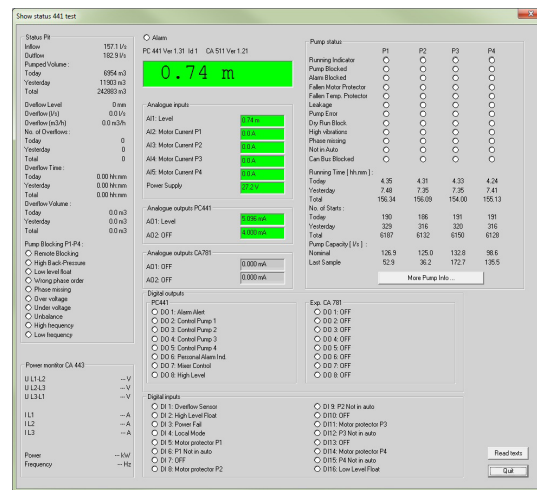 Show status 441 test
Status Pit
Inflow 157.1 l/s
Outflow 182.9 l/s
Pumped Volume :
Today 6954 m3
Yesterday 11903 m3
Total 242883 m3
Overflow Level 0 mm
Overflow (l/s) 0.0 l/s
Overflow (m3/h) 0.0 m3/h
No. of Overflows :
Today 0
Yesterday 0
Total 0
Overflow Time :
Today 0.00 hh:mm
Yesterday 0.00 hh:mm
Total 0.00 hh:mm
Overflow Volume :
Today 0.0 m3
Yesterday 0.0 m3
Total 0.0 m3
Pump Blocking P1-P4 :
Remote Blocking
High Back-Pressure
Low level float
Wrong phase order
Phase missing
Over voltage
Under voltage
Unbalance
High frequency
Low frequency
Power monitor CA 443
U L1-L2 --- V
U L2-L3 --- V
U L3-L1 --- V
I L1 --- A
I L2 --- A
I L3 --- A
Power --- kW
Frequency --- Hz
Alarm
PC 441 Ver 1.31 Id 1 CA 511 Ver 1.21
0.74 m
Analogue inputs
AI1: Level 0.74 m
AI2: Motor Current P1 0.0 A
AI3: Motor Current P2 0.0 A
AI4: Motor Current P3 0.0 A
AI5: Motor Current P4 0.0 A
Power Supply 27.2 V
Analogue outputs PC441
AO1: Level 5.096 mA
AO2: OFF 4.000 mA
Analogue outputs CA781
AO1: OFF 0.000 mA
AO2: OFF 0.000 mA
Digital outputs
PC441
DO 1: Alarm Alert
DO 2: Control Pump 1
DO 3: Control Pump 2
DO 4: Control Pump 3
DO 5: Control Pump 4
DO 6: Personal Alarm Ind.
DO 7: Mixer Control
DO 8: High-Level
Exp. CA 781
DO 1: OFF
DO 2: OFF
DO 3: OFF
DO 4: OFF
DO 5: OFF
DO 6: OFF
DO 7: OFF
DO 8: OFF
Digital inputs
DI 1: Overflow Sensor
DI 2: High Level Float
DI 3: Power Fail
DI 4: Local Mode
DI 5: Motor protector P1
DI 6: P1 Not in auto
DI 7: OFF
DI 8: Motor protector P2
DI 9: P2 Not in auto
DI10: OFF
DI11: Motor protector P3
DI12: P3 Not in auto
DI13: OFF
DI14: Motor protector P4
DI15: P4 Not in auto
DI16: Low Level Float
Pump status
P1 P2 P3 P4
Running Indicator
Pump Blocked
Alarm Blocked
Fallen Motor Protector
Fallen Temp. Protector
Leakage
Pump Error
Dry Run Block
High vibrations
Phase missing
Not in Auto
Can Bus Blocked
Running Time [ hh.mm ] :
Today 4.35 4.31 4.33 4.24
Yesterday 7.48 7.35 7.35 7.41
Total 156.34 156.09 154.00 155.13
No. of Starts :
Today 190 186 191 191
Yesterday 329 316 320 316
Total 6187 6132 6150 6128
Pump Capacity [ l/s ] :
Nominal 126.9 125.0 132.8 98.6
Last Sample 52.9 36.2 172.7 135.5
More Pump Info ...
Read texts
Quit